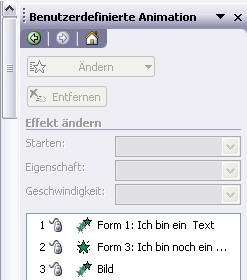 Benutzerdefinierte Animation
Ändern
Entfernen
Effekt ändern
Starten:
Eigenschaft:
Geschwindigkeit:
1 Form 1: Ich bin ein Text
2 Form 3: Ich bin noch ein ...
3 Bild